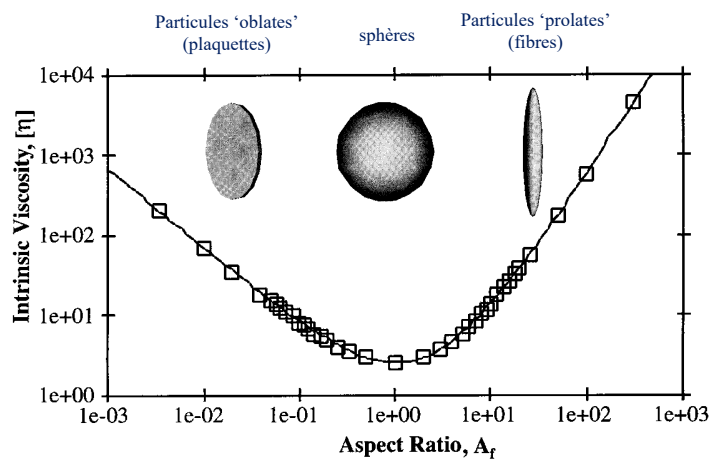 Particules ‘oblates’
(plaquettes)
sphères
Particules ‘prolates’
(fibres)
1e+04
1e+03
1e+02
1e+01
1e+00
Intrinsic Viscosity, [η]
1e-03 1e-02 1e-01 1e+00 1e+01 1e+02 1e+03
Aspect Ratio, A_f